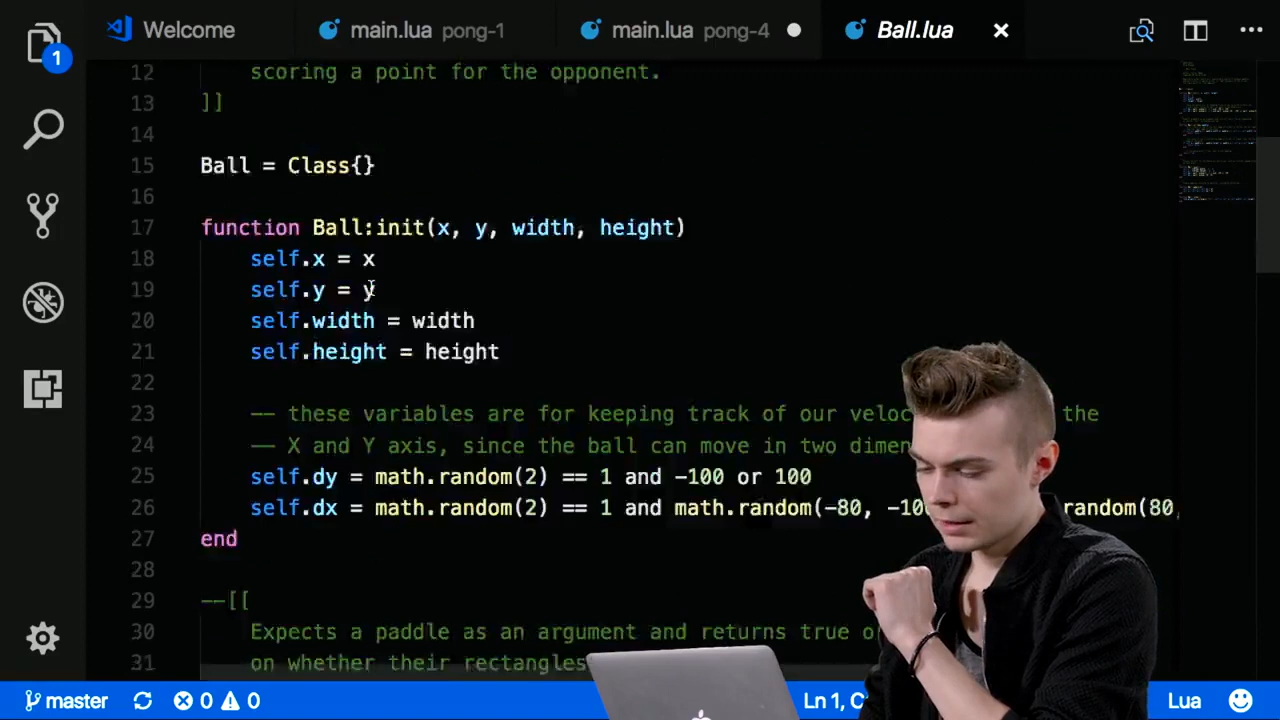 1
Welcome
main.lua pong-1
main.lua pong-4
Ball.lua
12 scoring a point for the opponent.
13 ]]
14
15 Ball = Class{}
16
17 function Ball:init(x, y, width, height)
18 self.x = x
19 self.y = y
20 self.width = width
21 self.height = height
22
23 -- these variables are for keeping track of our the
24 -- X and Y axis, since the ball can move in two
25 self.dy = math.random(2) == 1 and -100 or 100
26 self.dx = math.random(2) == 1 and math.random(-80, random(80,
27 end
28
29 --[[
30 Expects a paddle as an argument and returns true
31 on whether their rectangles
master 0 0 Ln 1, Lua